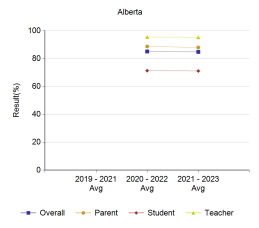 Alberta
Result(%)
100
80
60
40
20
0
2019 - 2021
Avg
2020 - 2022
Avg
2021 - 2023
Avg
Overall
Parent
Student
Teacher